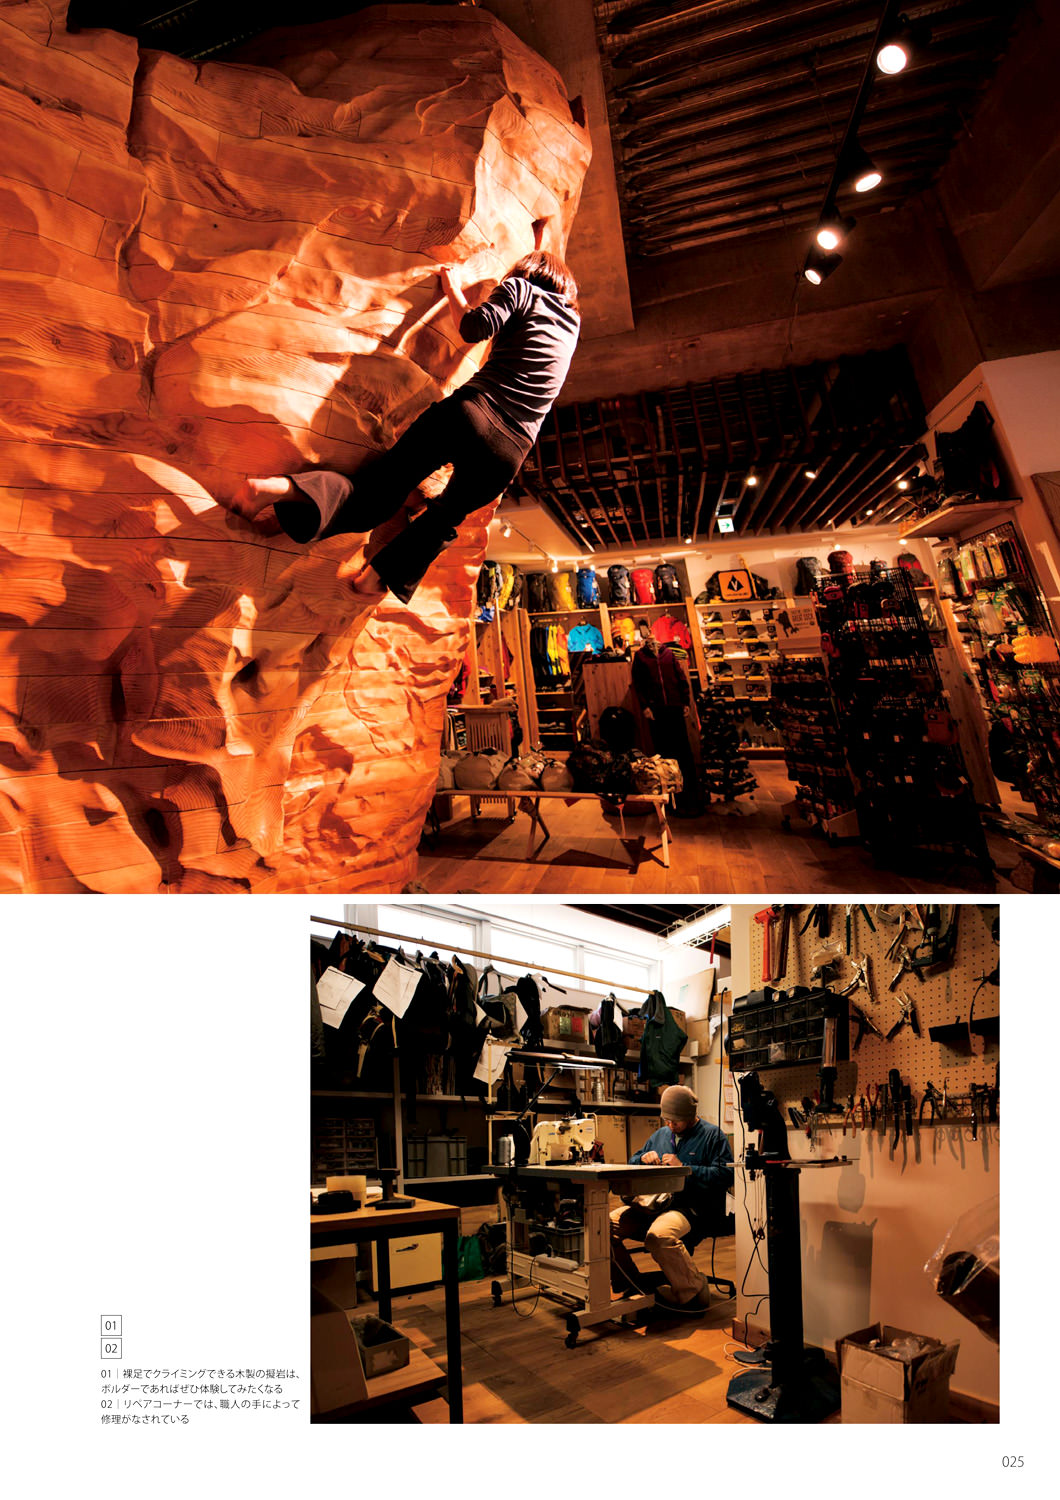 01
02
01｜裸足でクライミングできる木製の擬岩は、
ボルダーであればぜひ体験してみたくなる
02｜リペアコーナーでは、職人の手によって
修理がなされている
025